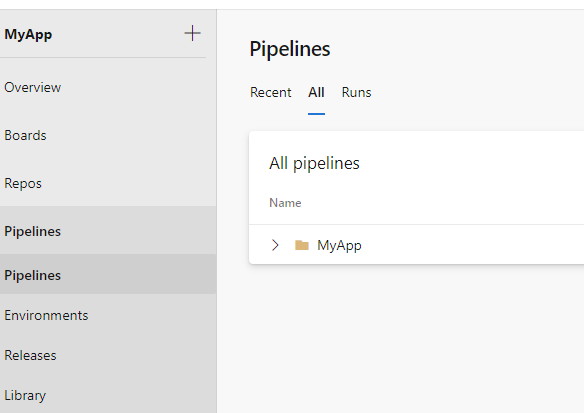 MyApp
Overview
Boards
Repos
Pipelines
Pipelines
Environments
Releases
Library
Pipelines
Recent All Runs
All pipelines
Name
MyApp